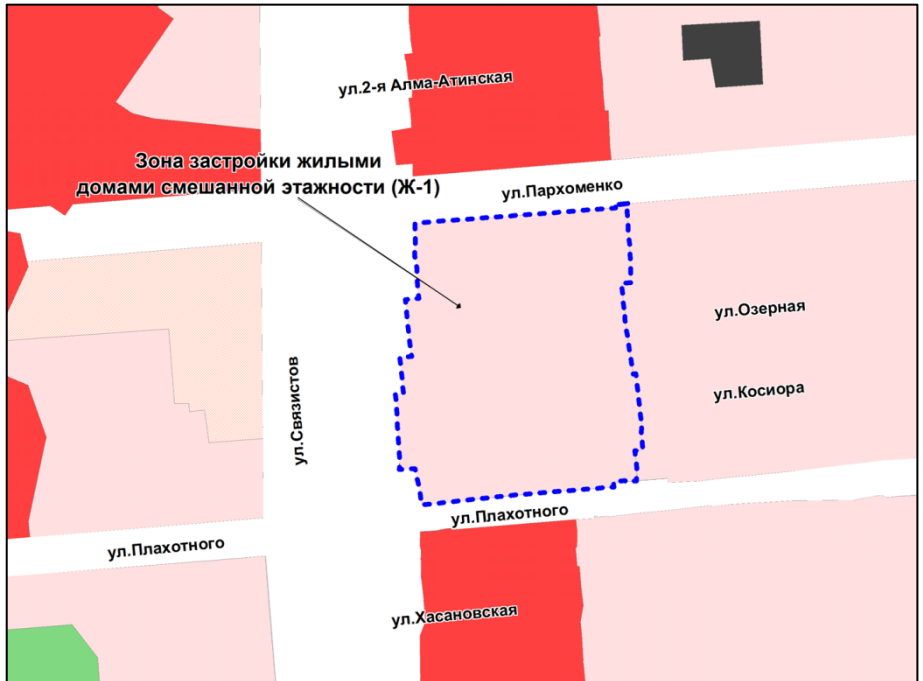 ул.2-я Алма-Атинская
Зона застройки жилыми
домами смешанной этажности (Ж-1)
ул.Пархоменко
ул.Озерная
ул.Косиора
ул.Связистов
ул.Плахотного
ул.Плахотного
ул.Хасановская